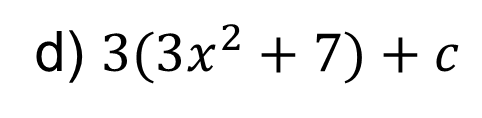 d) 3(3x² + 7) + c